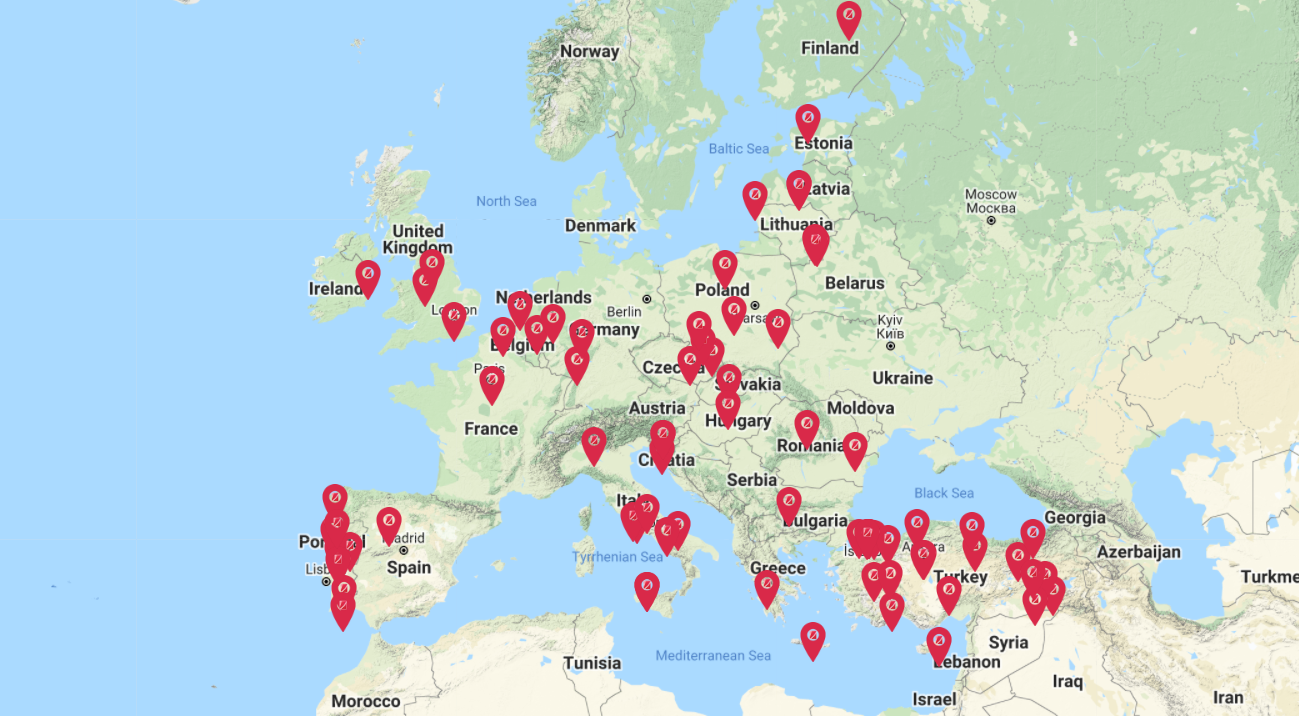 Norway
Finland
Estonia
Baltic Sea
Latvia
Moscow
Москва
North Sea
Denmark
Lithuania
United
Kingdom
Ireland
Belarus
Poland
Netherlands
Berlin
London
Kyiv
Київ
Germany
Belgium
Paris
Ukraine
Slovakia
Austria
Moldova
Hungary
France
Romania
Croatia
Serbia
Black Sea
Italy
Bulgaria
Georgia
Portugal
Madrid
Azerbaijan
Tyrrhenian Sea
Spain
Greece
Turkey
Turkme
Syria
Mediterranean Sea
Tunisia
Lebanon
Iraq
Morocco
Israel
Iran